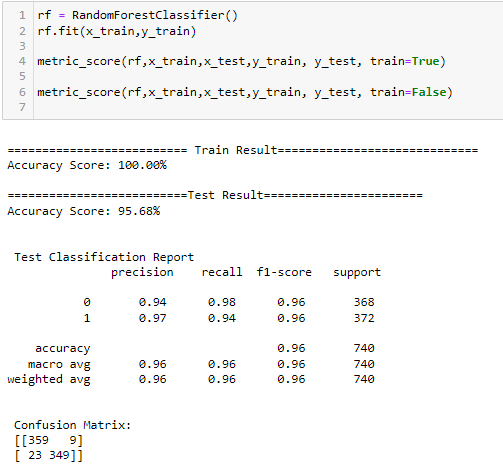 1 rf = RandomForestClassifier()
2 rf.fit(x_train,y_train)
3
4 metric_score(rf,x_train,x_test,y_train, y_test, train=True)
5
6 metric_score(rf,x_train,x_test,y_train, y_test, train=False)
7
========================== Train Result=============================
Accuracy Score: 100.00%
==========================Test Result=======================
Accuracy Score: 95.68%
Test Classification Report
precision recall f1-score support
0 0.94 0.98 0.96 368
1 0.97 0.94 0.96 372
accuracy 0.96 740
macro avg 0.96 0.96 0.96 740
weighted avg 0.96 0.96 0.96 740
Confusion Matrix:
[[359 9]
[ 23 349]]